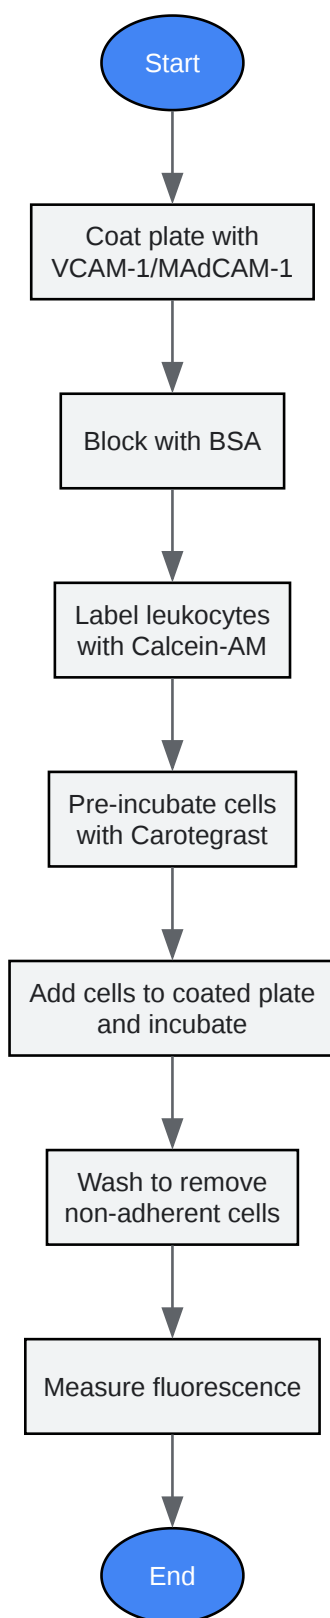 Start
Coat plate with
VCAM-1/MAdCAM-1
Block with BSA
Label leukocytes
with Calcein-AM
Pre-incubate cells
with Carotegrast
Add cells to coated plate
and incubate
Wash to remove
non-adherent cells
Measure fluorescence
End